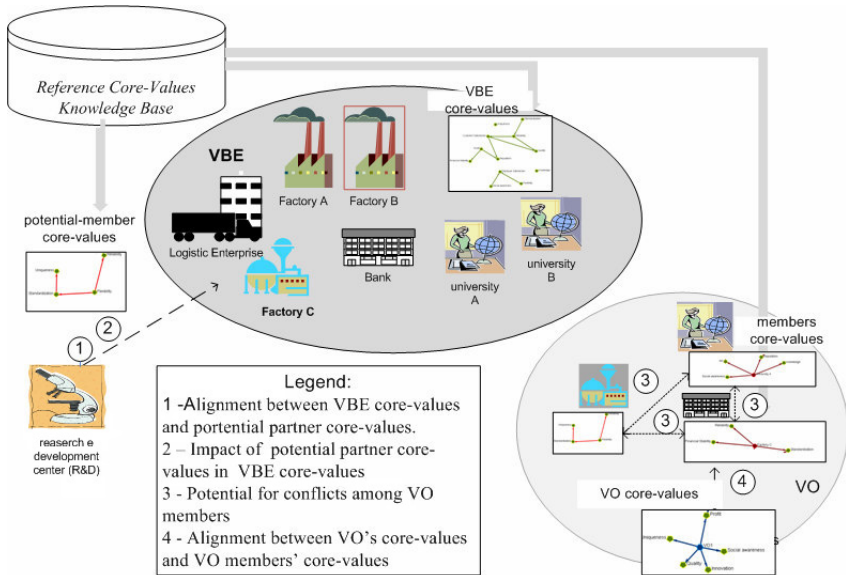 Reference Core-Values
Knowledge Base
VBE
core-values
VBE
Factory A
Factory B
potential-member
core-values
Logistic Enterprise
Bank
university
A
university
B
Factory C
2
1
Legend:
1 -Alignment between VBE core-values
and portential partner core-values.
2 – Impact of potential partner core-
values in VBE core-values
3 - Potential for conflicts among VO
members
4 - Alignment between VO's core-values
and VO members' core-values
reaserch e
development
center (R&D)
members
core-values
3
3
3
4
VO core-values
VO
Profit
Uniqueness
VO1
Social awareness
Quality
Innovation